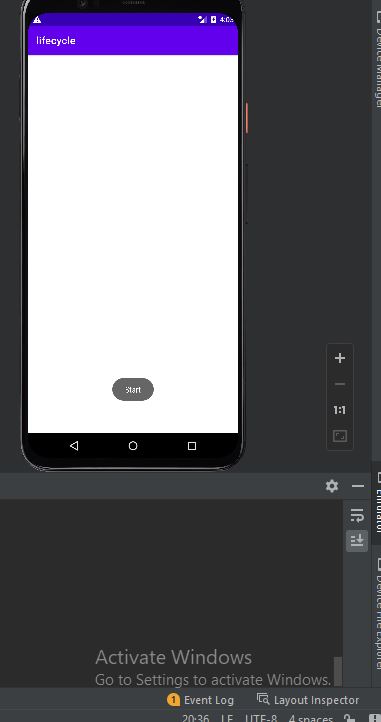 4:03
lifecycle
Device Manager
Start
1:1
Emulator
Device File Explorer
Activate Windows
Go to Settings to activate Windows.
1 Event Log
Layout Inspector
20:36 LF UTF-8 4 spaces